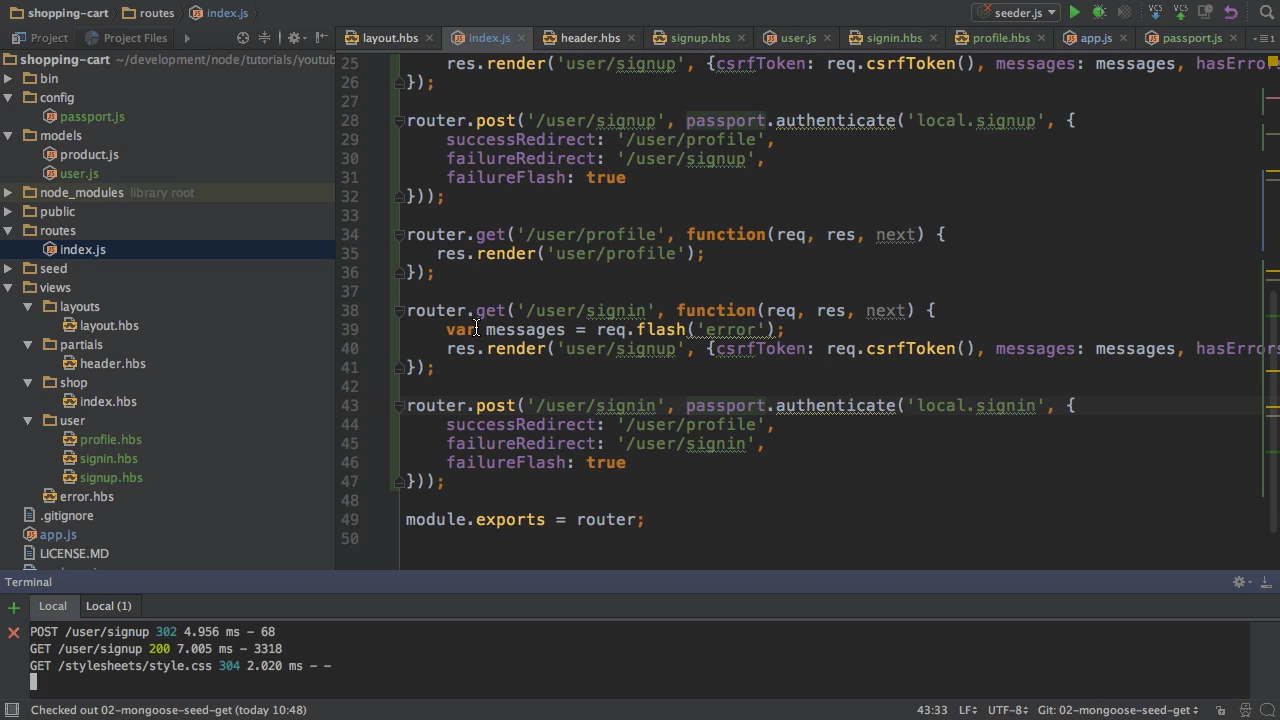 shopping-cart routes index.js seeder.js VCS VCS
Project Project Files layout.hbs index.js header.hbs signup.hbs user.js signin.hbs profile.hbs app.js passport.js 1
shopping-cart ~/development/node/tutorials/youtub
bin
config
passport.js
models
product.js
user.js
node_modules library root
public
routes
index.js
seed
views
layouts
layout.hbs
partials
header.hbs
shop
index.hbs
user
profile.hbs
signin.hbs
signup.hbs
error.hbs
.gitignore
app.js
LICENSE.MD
25 res.render('user/signup', {csrfToken: req.csrfToken(), messages: messages, hasErrors
26 });
27
28 router.post('/user/signup', passport.authenticate('local.signup', {
29 successRedirect: '/user/profile',
30 failureRedirect: '/user/signup',
31 failureFlash: true
32 }));
33
34 router.get('/user/profile', function(req, res, next) {
35 res.render('user/profile');
36 });
37
38 router.get('/user/signin', function(req, res, next) {
39 var messages = req.flash('error');
40 res.render('user/signup', {csrfToken: req.csrfToken(), messages: messages, hasErrors
41 });
42
43 router.post('/user/signin', passport.authenticate('local.signin', {
44 successRedirect: '/user/profile',
45 failureRedirect: '/user/signin',
46 failureFlash: true
47 }));
48
49 module.exports = router;
50
Terminal
Local Local (1)
POST /user/signup 302 4.956 ms - 68
GET /user/signup 200 7.005 ms - 3318
GET /stylesheets/style.css 304 2.020 ms - -
Checked out 02-mongoose-seed-get (today 10:48) 43:33 LF UTF-8 Git: 02-mongoose-seed-get